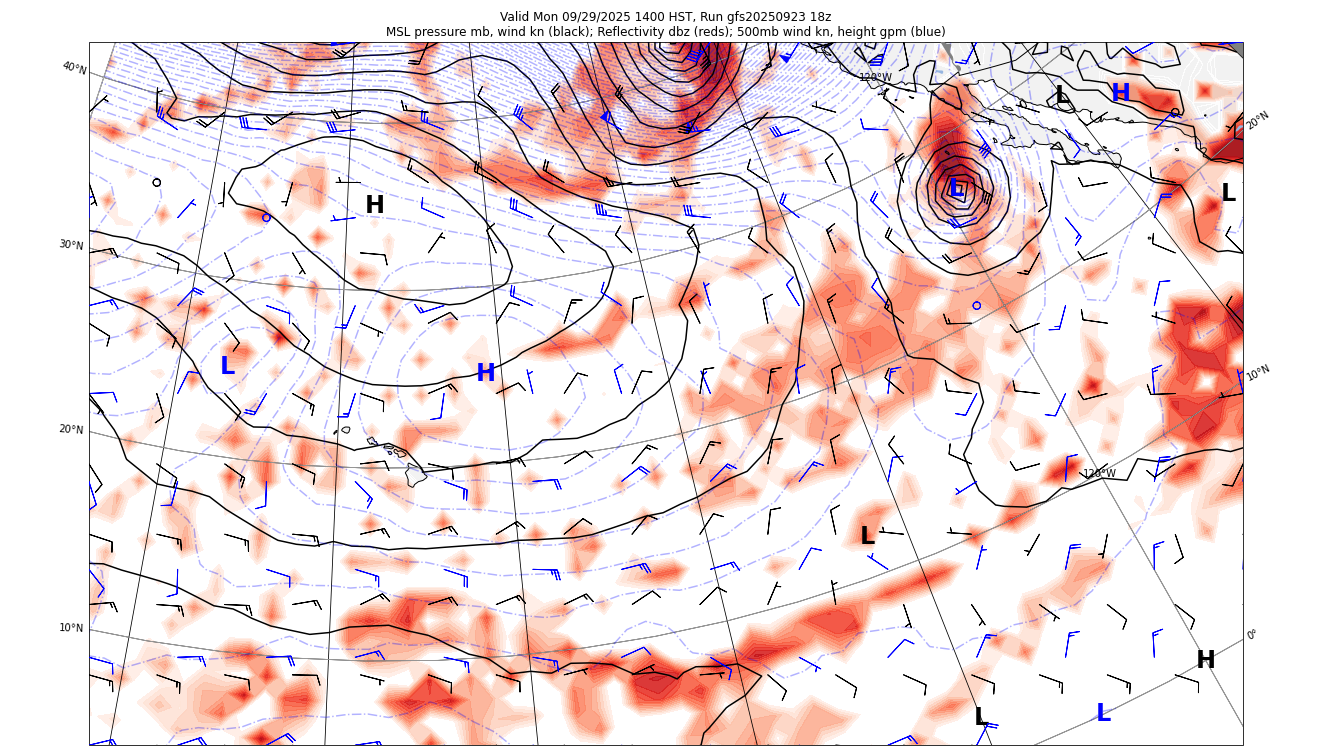 Valid Mon 09/29/2025 1400 HST, Run gfs20250923 18z
MSL pressure mb, wind kn (black); Reflectivity dbz (reds); 500mb wind kn, height gpm (blue)
40°N
120°W
L
H
20°N
L
L
H
30°N
L
H
10°N
20°N
120°W
L
10°N
0°
H
L
L